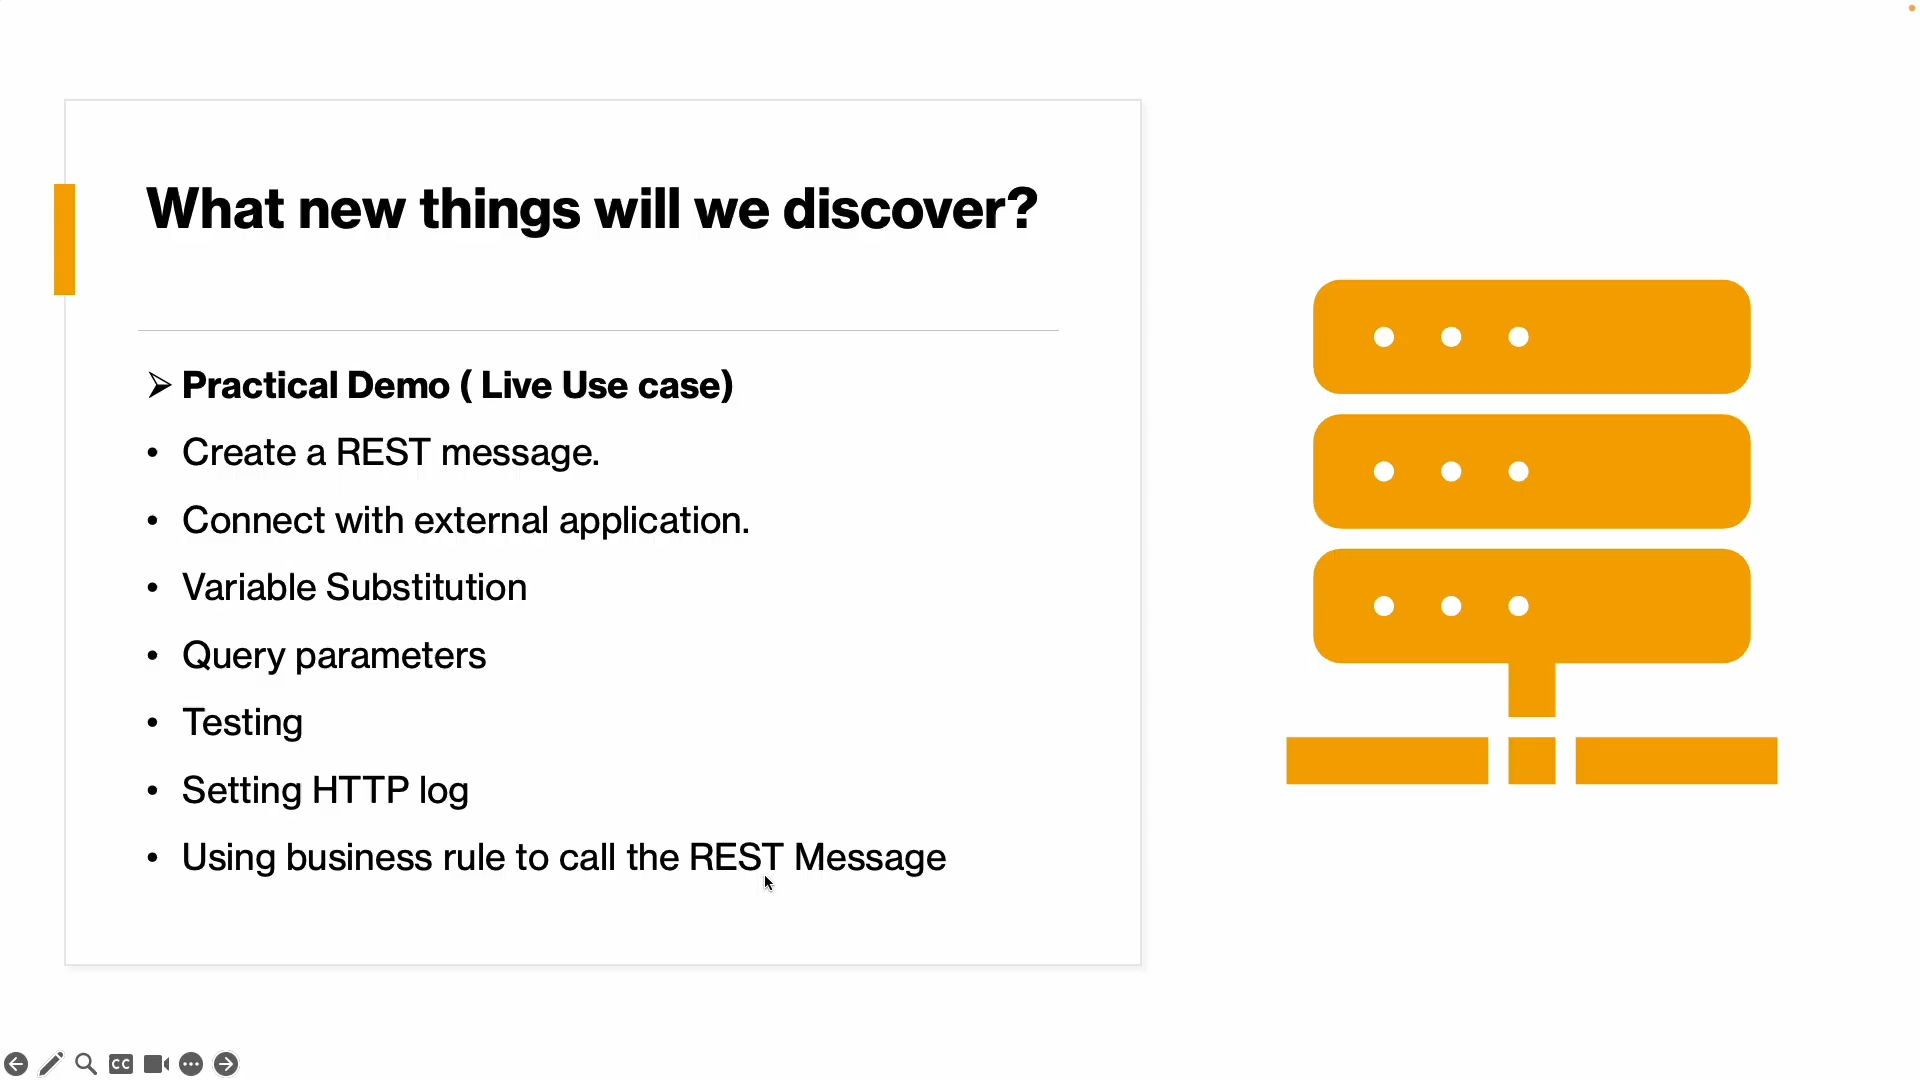 What new things will we discover?
➢ Practical Demo ( Live Use case)
• Create a REST message.
• Connect with external application.
• Variable Substitution
• Query parameters
• Testing
• Setting HTTP log
• Using business rule to call the REST Message
CC